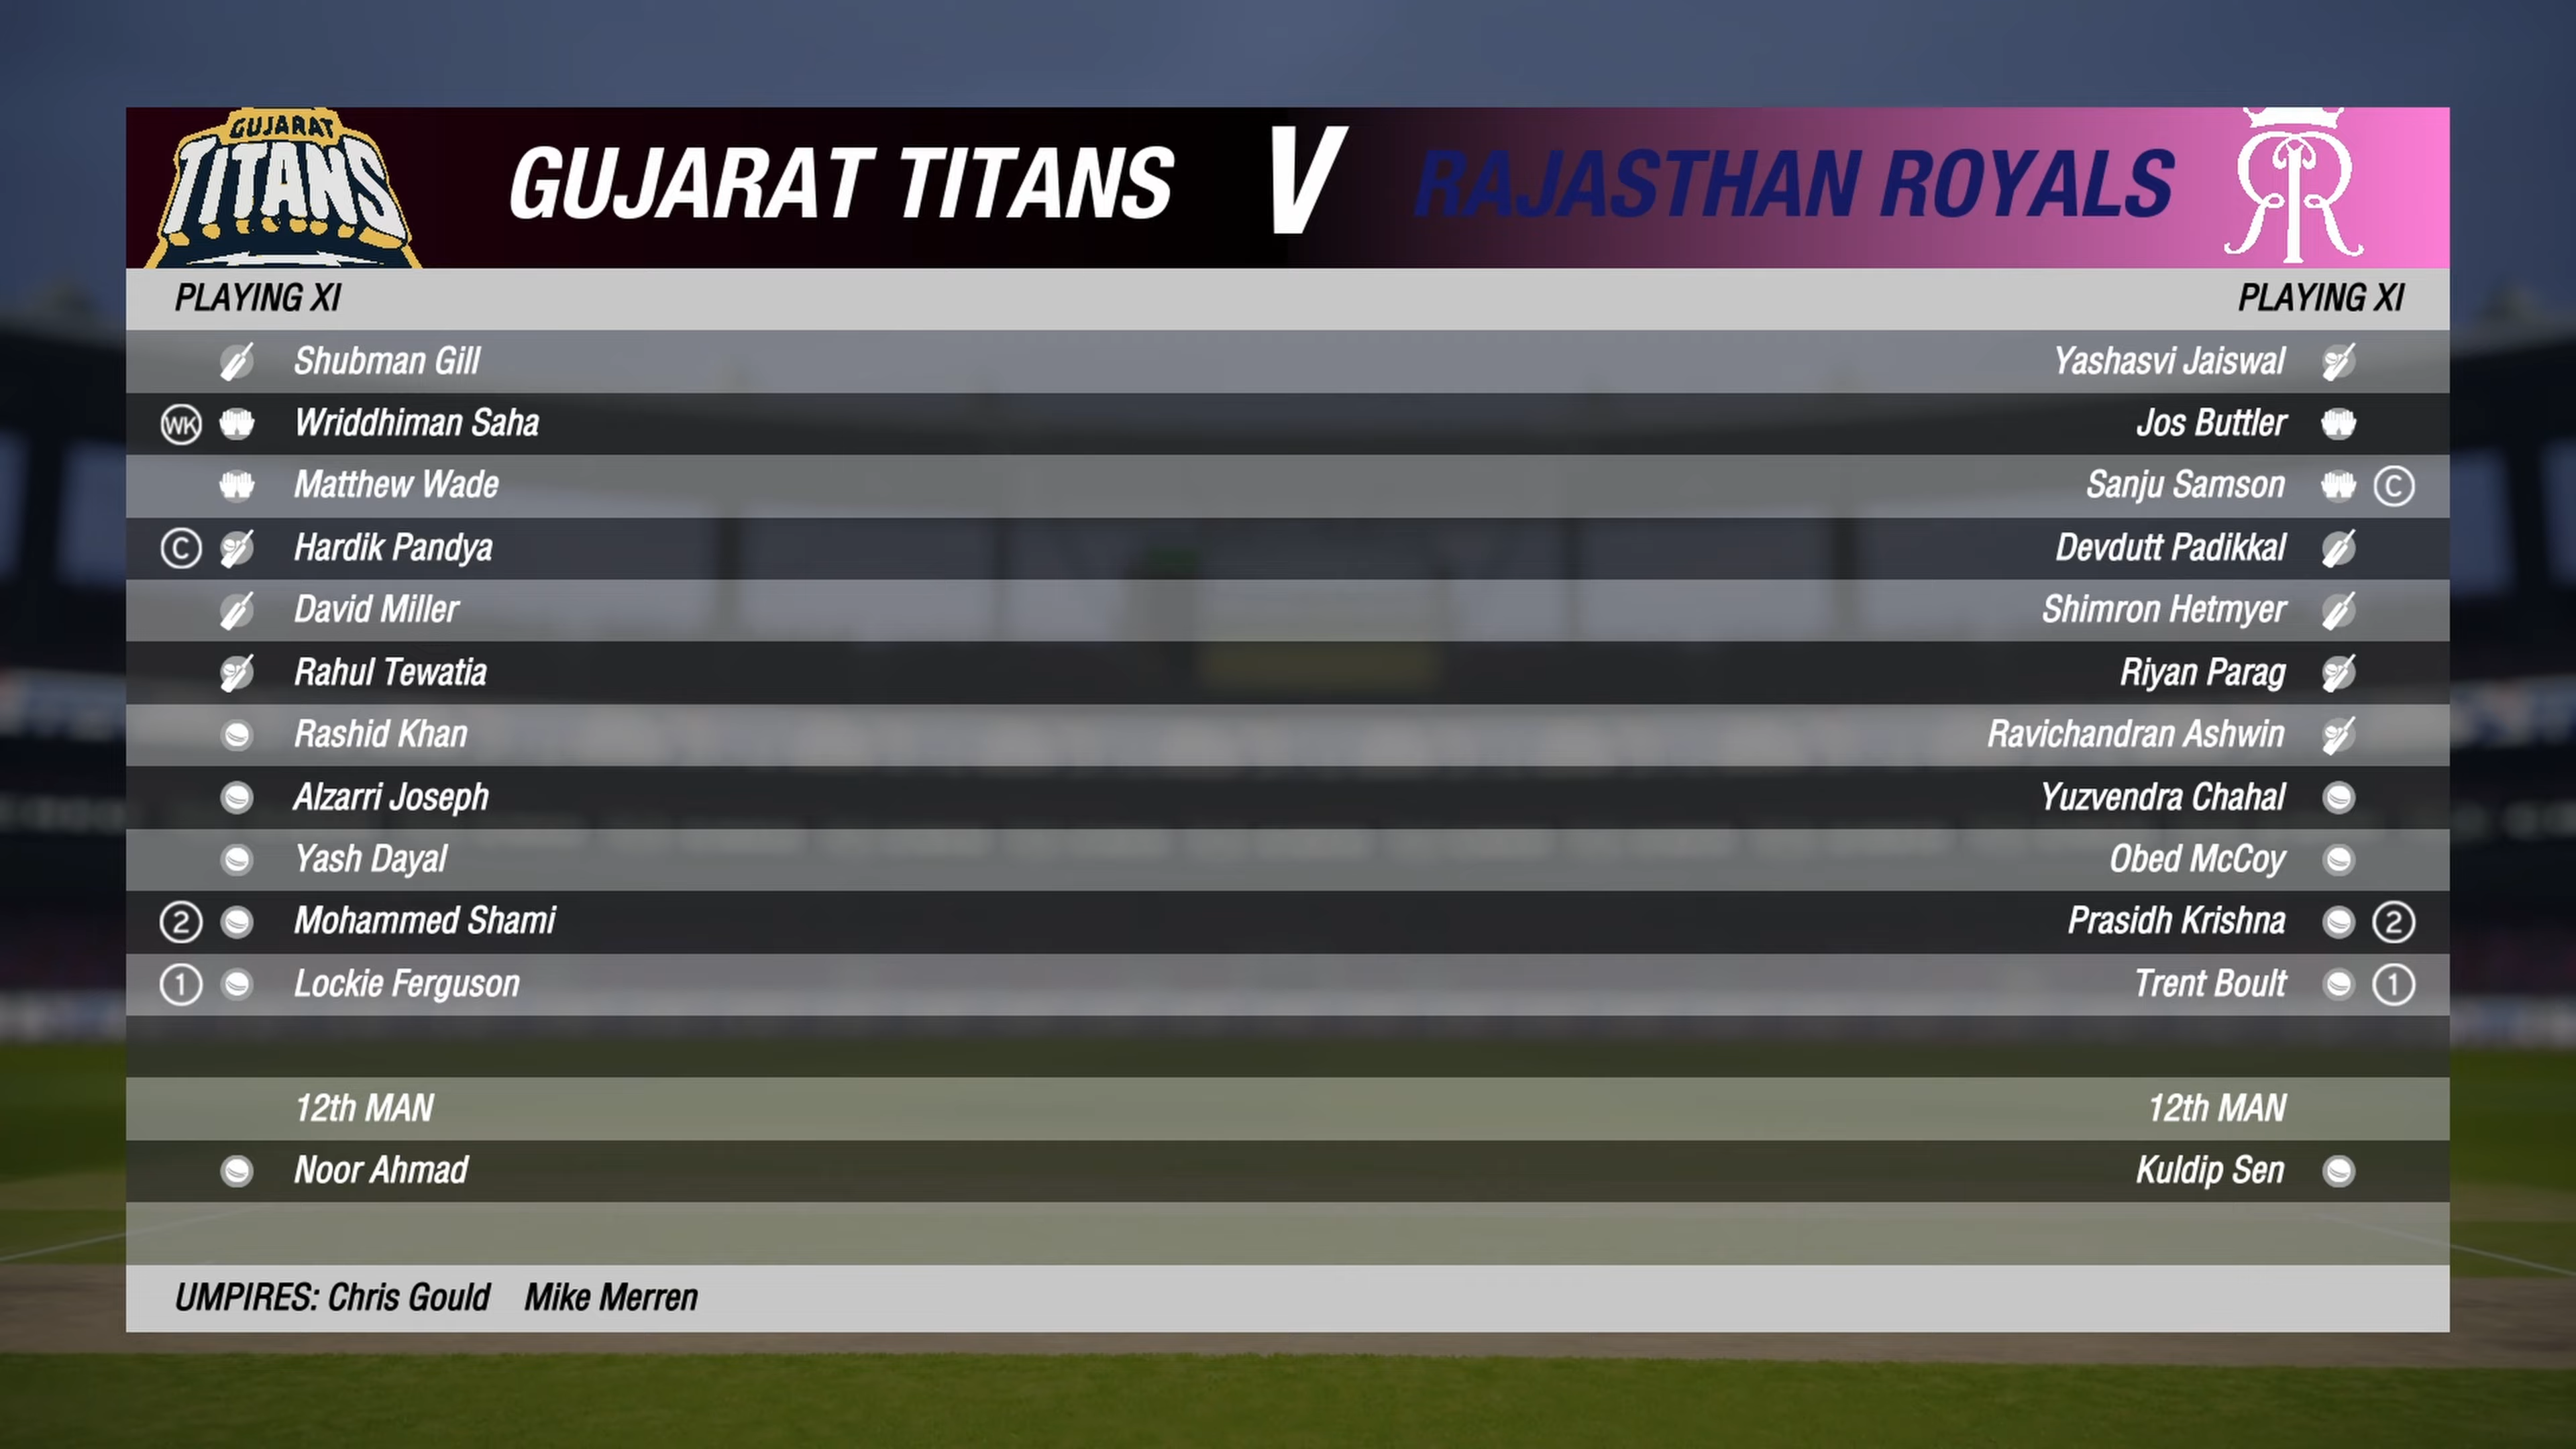 GUJARAT
TITANS
GUJARAT TITANS V RAJASTHAN ROYALS
PLAYING XI PLAYING XI
Shubman Gill Yashasvi Jaiswal
WK Wriddhiman Saha Jos Buttler
Matthew Wade Sanju Samson C
C Hardik Pandya Devdutt Padikkal
David Miller Shimron Hetmyer
Rahul Tewatia Riyan Parag
Rashid Khan Ravichandran Ashwin
Alzarri Joseph Yuzvendra Chahal
Yash Dayal Obed McCoy
2 Mohammed Shami Prasidh Krishna 2
1 Lockie Ferguson Trent Boult 1
12th MAN 12th MAN
Noor Ahmad Kuldip Sen
UMPIRES: Chris Gould Mike Merren